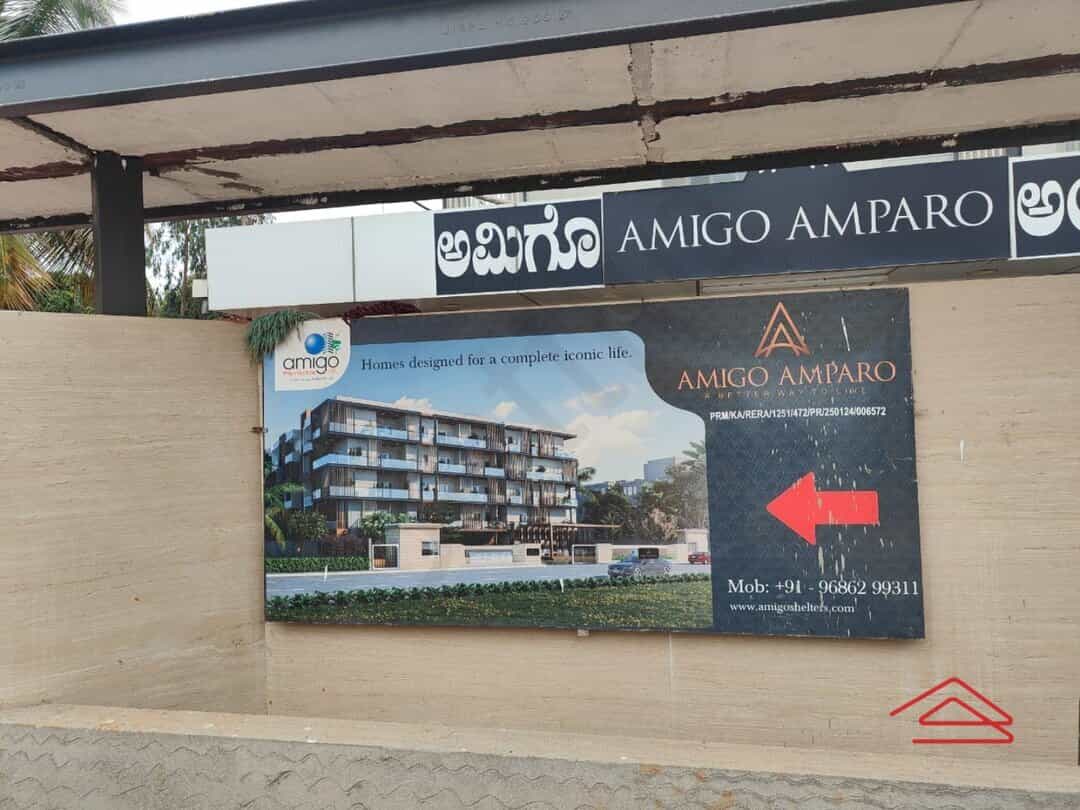 ಅಮಿಗೊ
AMIGO AMPARO
amigo
Homes designed for a complete iconic life.
AMIGO AMPARO
A BETTER WAY TO LIVE
PRM/KA/RERA/1251/472/PR/250124/006572
Mob: +91 - 96862 99311
www.amigoshelters.com